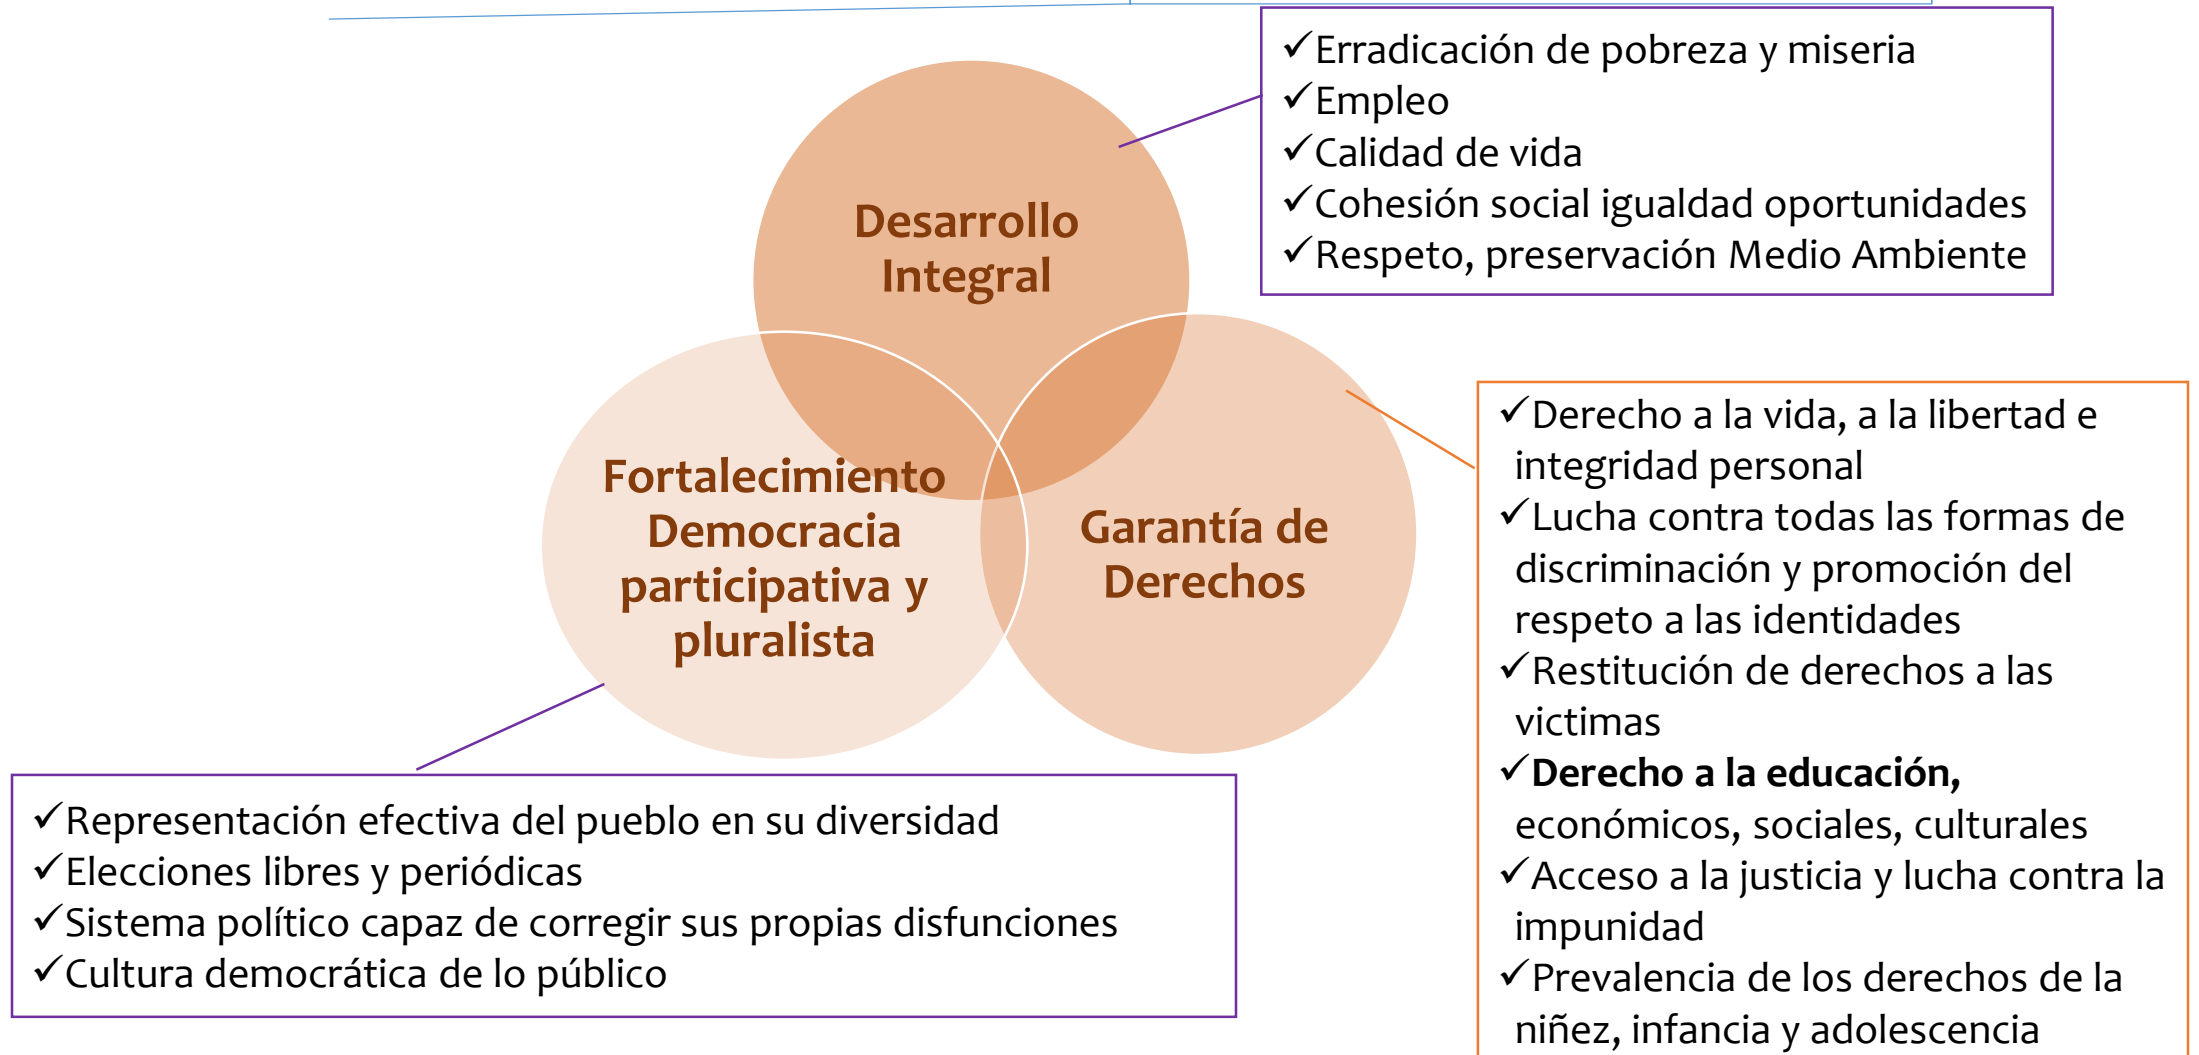 ✓Erradicación de pobreza y miseria
✓Empleo
✓Calidad de vida
✓Cohesión social igualdad oportunidades
✓Respeto, preservación Medio Ambiente
Desarrollo
Integral
Fortalecimiento
Democracia
participativa y
pluralista
Garantía de
Derechos
✓Derecho a la vida, a la libertad e
integridad personal
✓Lucha contra todas las formas de
discriminación y promoción del
respeto a las identidades
✓Restitución de derechos a las
victimas
✓Derecho a la educación,
económicos, sociales, culturales
✓Acceso a la justicia y lucha contra la
impunidad
✓Prevalencia de los derechos de la
niñez, infancia y adolescencia
✓Representación efectiva del pueblo en su diversidad
✓Elecciones libres y periódicas
✓Sistema político capaz de corregir sus propias disfunciones
✓Cultura democrática de lo público